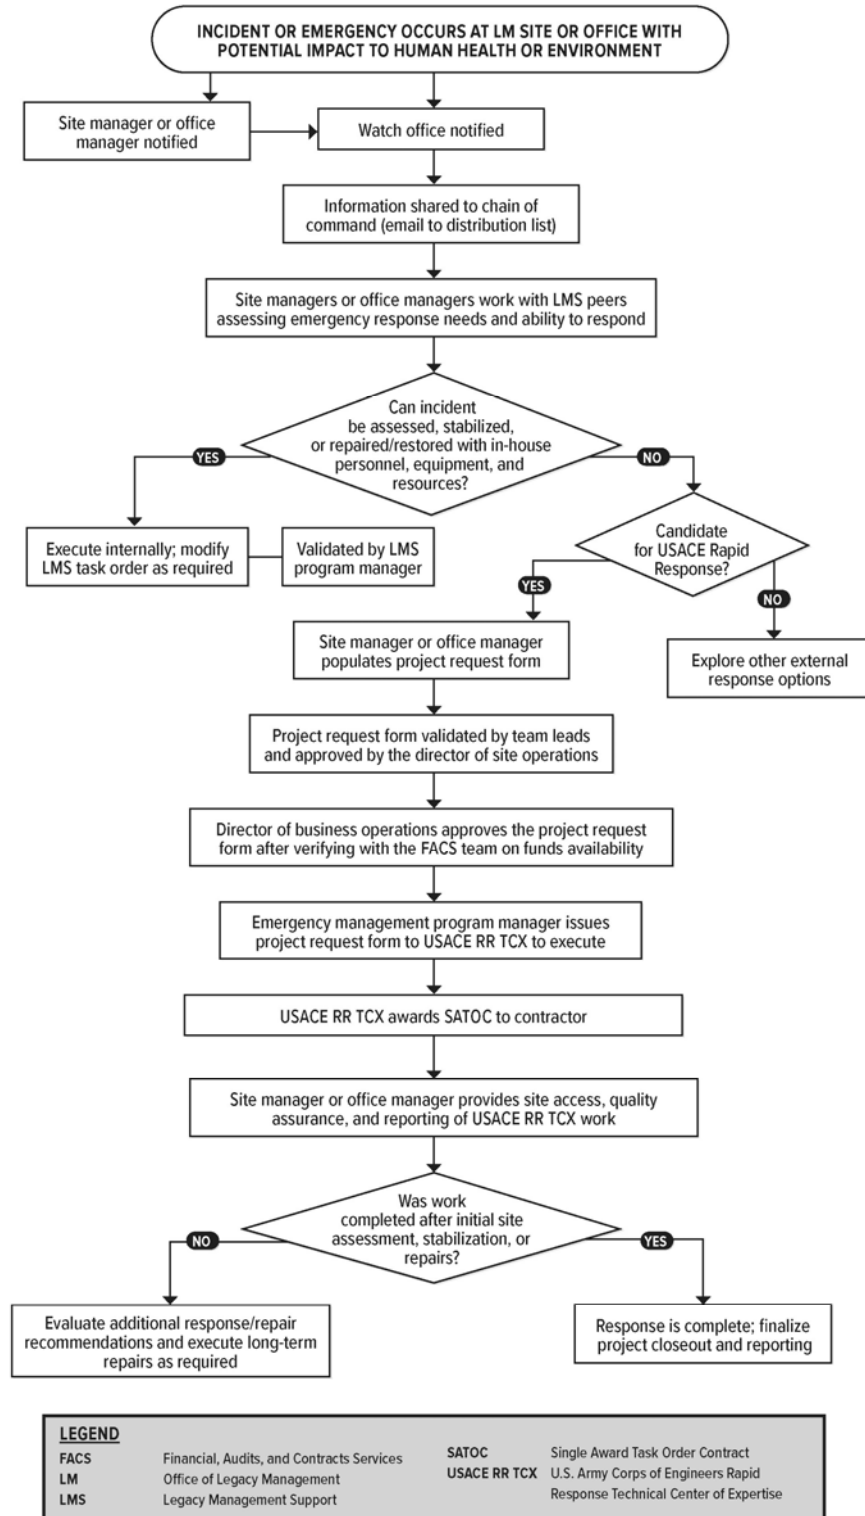 INCIDENT OR EMERGENCY OCCURS AT LM SITE OR OFFICE WITH
POTENTIAL IMPACT TO HUMAN HEALTH OR ENVIRONMENT
Site manager or office
manager notified
Watch office notified
Information shared to chain of
command (email to distribution list)
Site managers or office managers work with LMS peers
assessing emergency response needs and ability to respond
Can incident
be assessed, stabilized,
or repaired/restored with in-house
personnel, equipment, and
resources?
YES
NO
Execute internally; modify
LMS task order as required
Validated by LMS
program manager
Candidate
for USACE Rapid
Response?
YES
NO
Site manager or office manager
populates project request form
Explore other external
response options
Project request form validated by team leads
and approved by the director of site operations
Director of business operations approves the project request
form after verifying with the FACS team on funds availability
Emergency management program manager issues
project request form to USACE RR TCX to execute
USACE RR TCX awards SATOC to contractor
Site manager or office manager provides site access, quality
assurance, and reporting of USACE RR TCX work
Was work
completed after initial site
assessment, stabilization, or
repairs?
NO
YES
Evaluate additional response/repair
recommendations and execute long-term
repairs as required
Response is complete; finalize
project closeout and reporting
LEGEND
FACS Financial, Audits, and Contracts Services
LM Office of Legacy Management
LMS Legacy Management Support
SATOC Single Award Task Order Contract
USACE RR TCX U.S. Army Corps of Engineers Rapid
Response Technical Center of Expertise